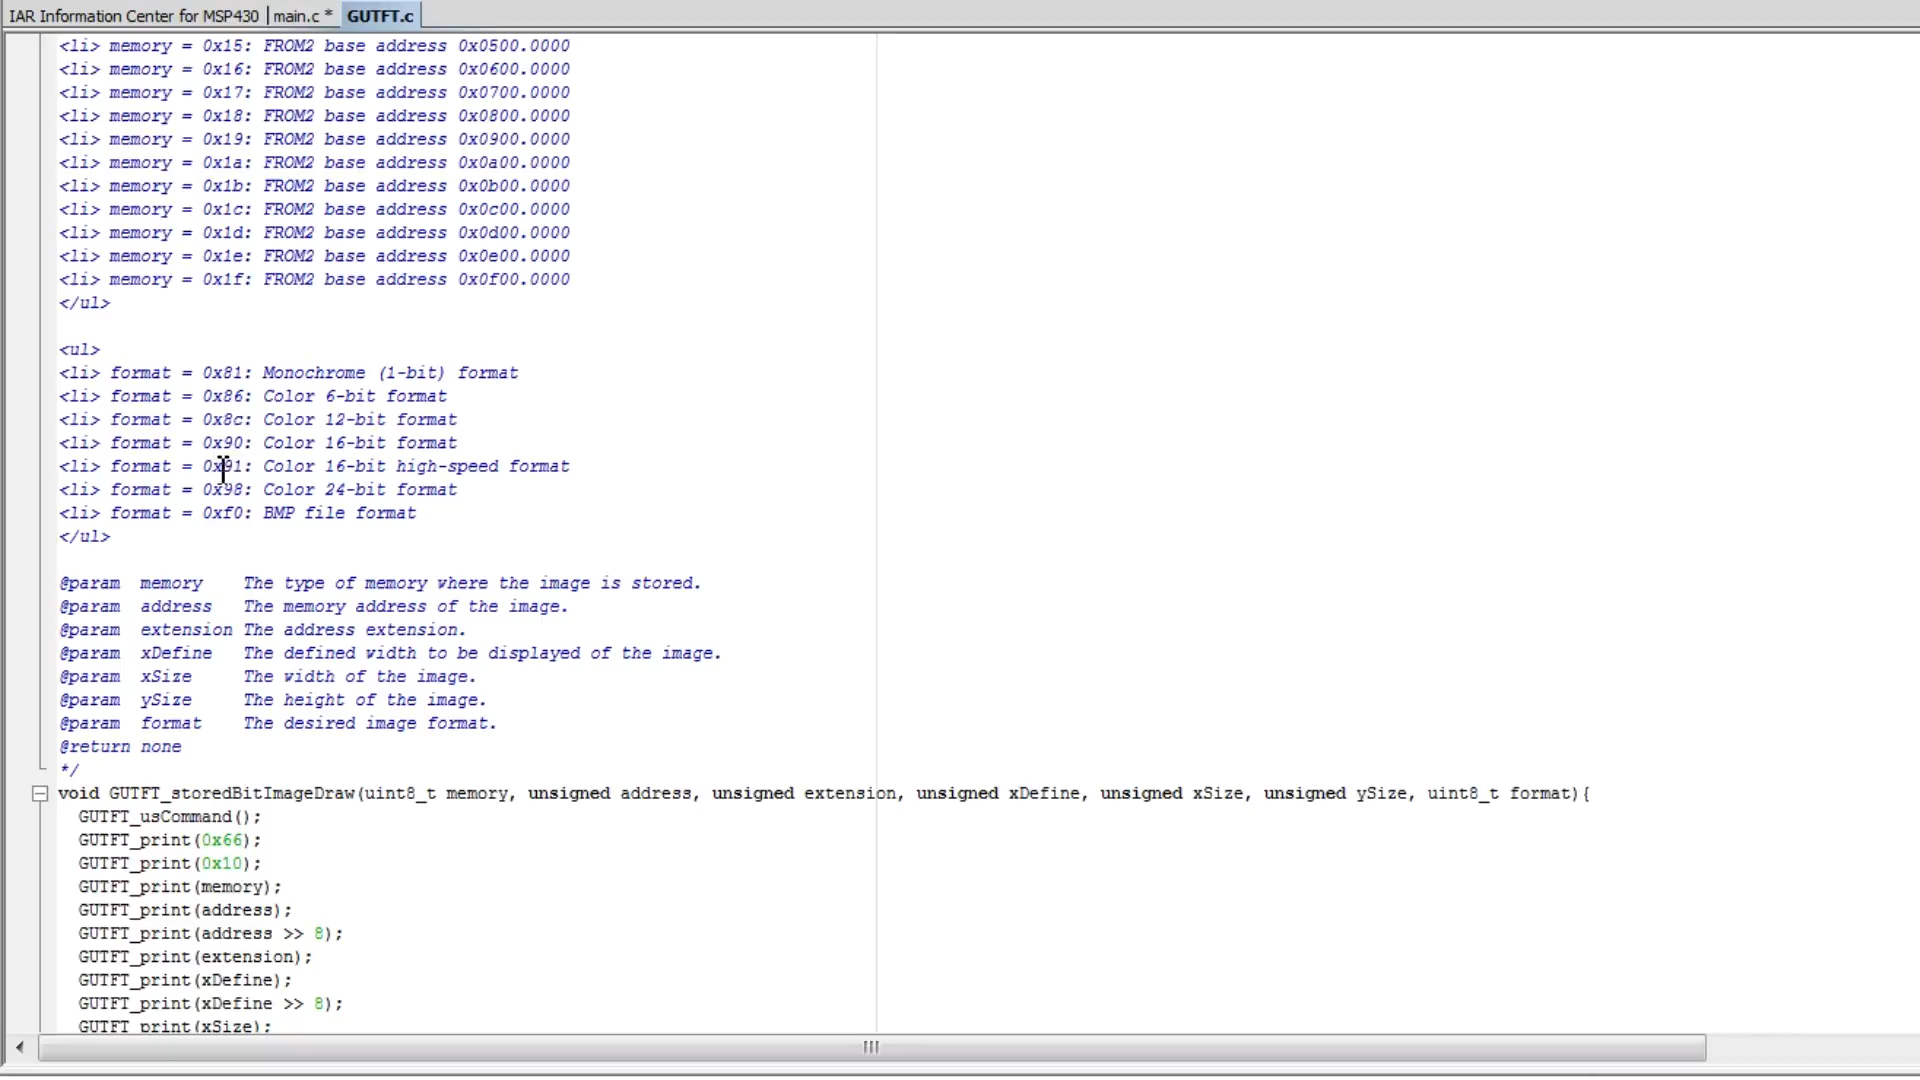 IAR Information Center for MSP430 | main.c * GUTFT.c
<li> memory = 0x15: FROM2 base address 0x0500.0000
<li> memory = 0x16: FROM2 base address 0x0600.0000
<li> memory = 0x17: FROM2 base address 0x0700.0000
<li> memory = 0x18: FROM2 base address 0x0800.0000
<li> memory = 0x19: FROM2 base address 0x0900.0000
<li> memory = 0x1a: FROM2 base address 0x0a00.0000
<li> memory = 0x1b: FROM2 base address 0x0b00.0000
<li> memory = 0x1c: FROM2 base address 0x0c00.0000
<li> memory = 0x1d: FROM2 base address 0x0d00.0000
<li> memory = 0x1e: FROM2 base address 0x0e00.0000
<li> memory = 0x1f: FROM2 base address 0x0f00.0000
</ul>
<ul>
<li> format = 0x81: Monochrome (1-bit) format
<li> format = 0x86: Color 6-bit format
<li> format = 0x8c: Color 12-bit format
<li> format = 0x90: Color 16-bit format
<li> format = 0x91: Color 16-bit high-speed format
<li> format = 0x98: Color 24-bit format
<li> format = 0xf0: BMP file format
</ul>
@param memory The type of memory where the image is stored.
@param address The memory address of the image.
@param extension The address extension.
@param xDefine The defined width to be displayed of the image.
@param xSize The width of the image.
@param ySize The height of the image.
@param format The desired image format.
@return none
*/
void GUTFT_storedBitImageDraw(uint8_t memory, unsigned address, unsigned extension, unsigned xDefine, unsigned xSize, unsigned ySize, uint8_t format){
GUTFT_usCommand();
GUTFT_print(0x66);
GUTFT_print(0x10);
GUTFT_print(memory);
GUTFT_print(address);
GUTFT_print(address >> 8);
GUTFT_print(extension);
GUTFT_print(xDefine);
GUTFT_print(xDefine >> 8);
GUTFT_print(xSize);